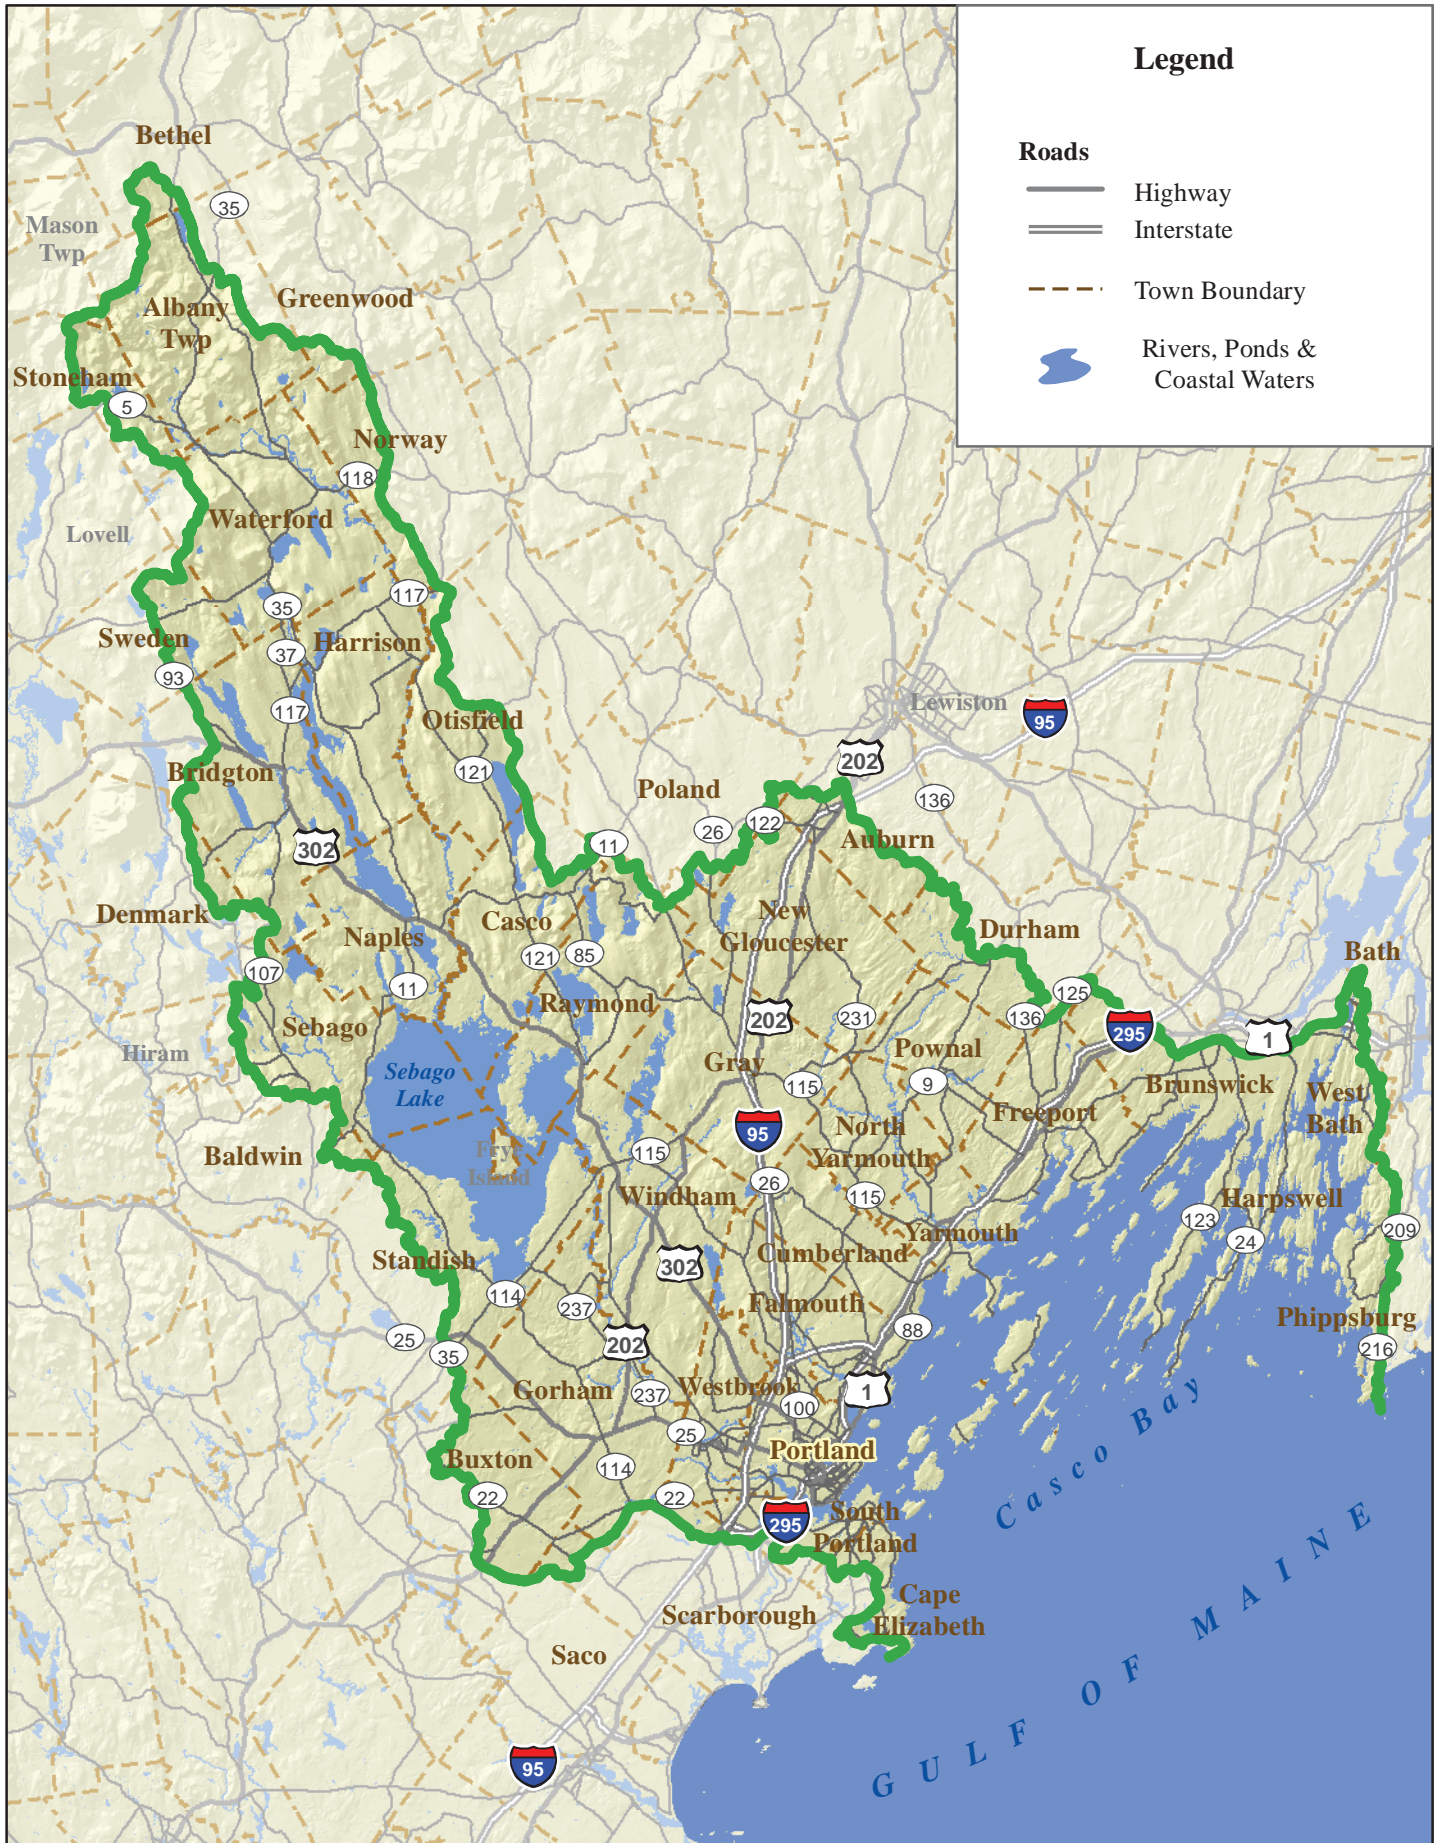 Legend
Roads
Highway
Interstate
Town Boundary
Rivers, Ponds &
Coastal Waters
Bethel
35
Mason
Twp
Greenwood
Albany
Twp
Stoneham
5
Norway
118
Waterford
Lovell
117
35
Sweden
Harrison
37
93
117
Otisfield
Lewiston
95
121
202
Bridgton
Poland
136
26
122
Auburn
302
11
Denmark
Casco
New
Gloucester
Naples
Durham
121
85
Bath
107
11
125
Raymond
Sebago
202
231
136
295
1
Hiram
Gray
Pownal
Sebago
Lake
115
9
Brunswick
West
Bath
Freeport
95
North
Yarmouth
Baldwin
Frye
Island
115
26
Windham
115
Harpswell
123
209
Yarmouth
24
Standish
Cumberland
302
114
237
Falmouth
Phippsburg
88
25
35
202
216
Gorham
237
Westbrook
1
100
Casco Bay
25
Portland
Buxton
114
22
22
295
South
Portland
GULF OF MAINE
Cape
Elizabeth
Scarborough
Saco
95